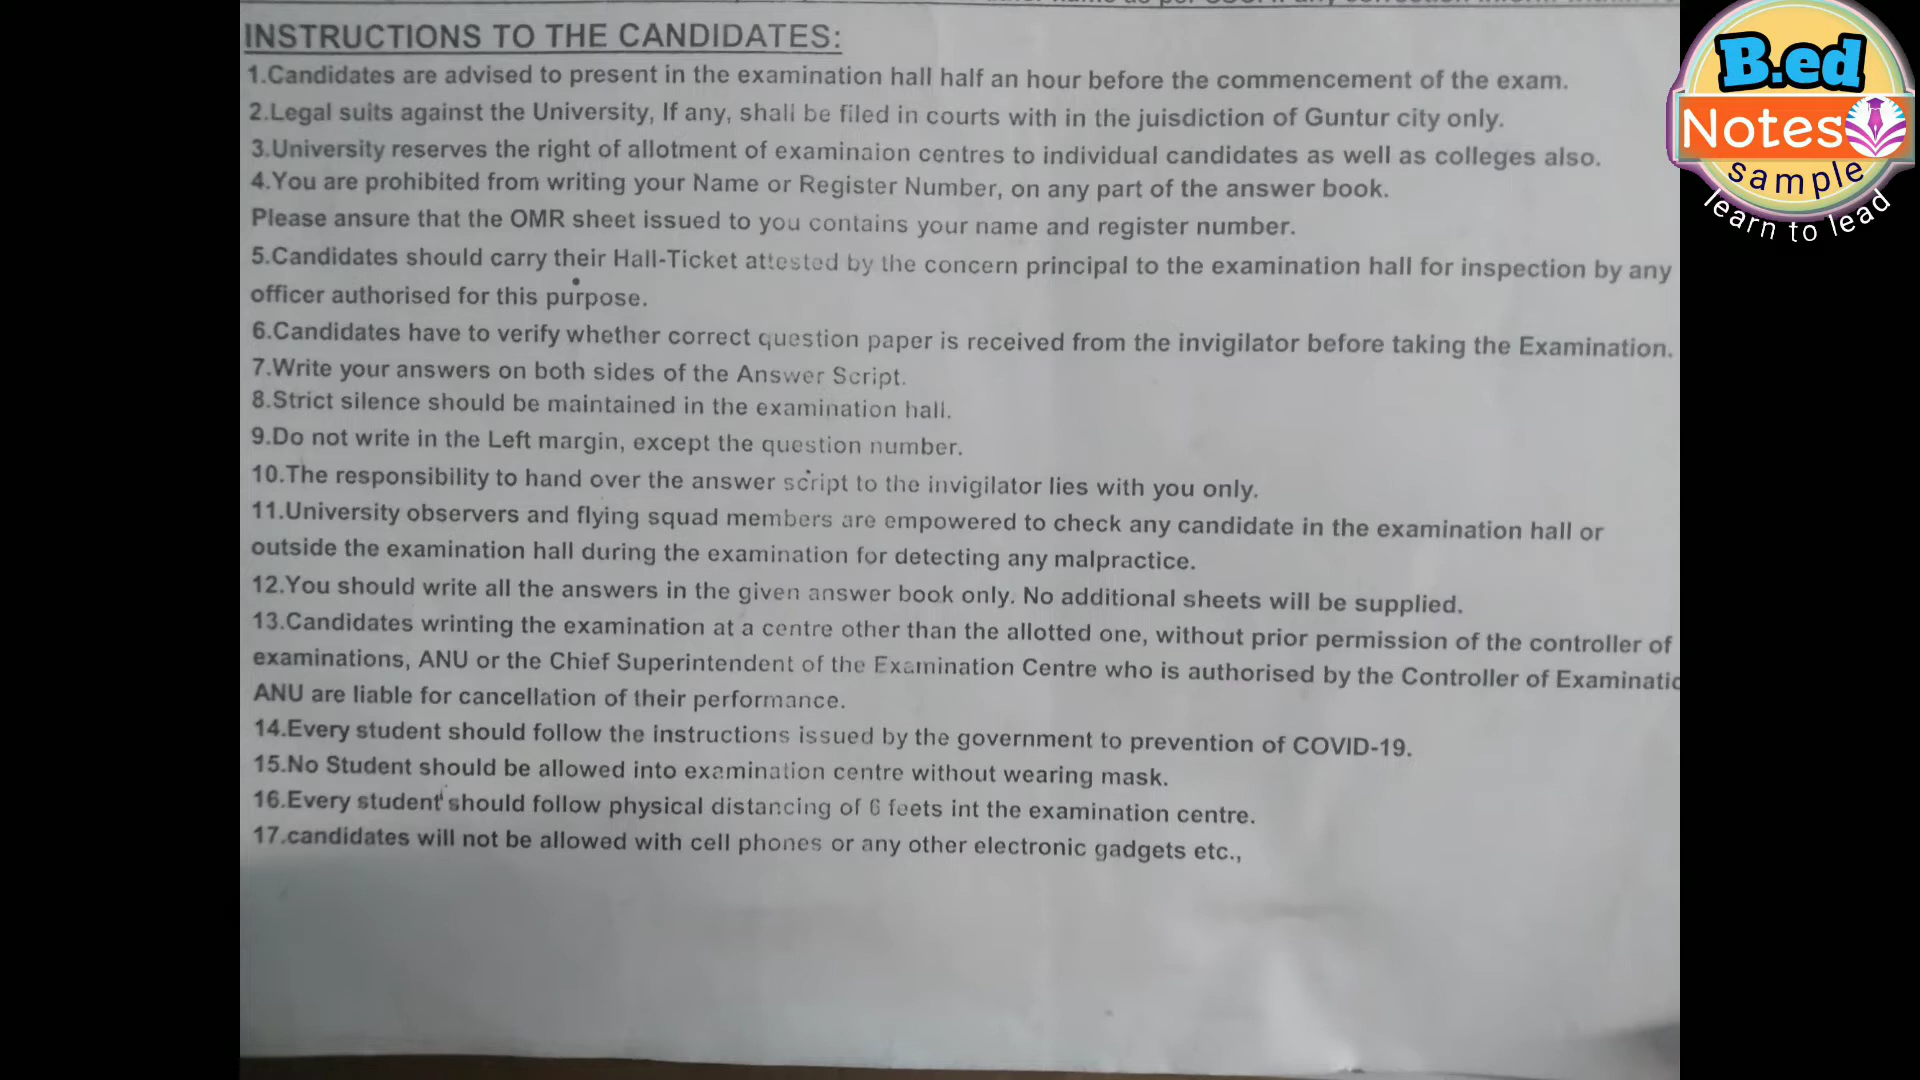 INSTRUCTIONS TO THE CANDIDATES:
1.Candidates are advised to present in the examination hall half an hour before the commencement of the exam.
2.Legal suits against the University, If any, shall be filed in courts with in the juisdiction of Guntur city only.
3.University reserves the right of allotment of examinaion centres to individual candidates as well as colleges also.
4.You are prohibited from writing your Name or Register Number, on any part of the answer book.
Please ansure that the OMR sheet issued to you contains your name and register number.
5.Candidates should carry their Hall-Ticket attested by the concern principal to the examination hall for inspection by any
officer authorised for this purpose.
6.Candidates have to verify whether correct question paper is received from the invigilator before taking the Examination.
7.Write your answers on both sides of the Answer Script.
8.Strict silence should be maintained in the examination hall.
9.Do not write in the Left margin, except the question number.
10.The responsibility to hand over the answer script to the invigilator lies with you only.
11.University observers and flying squad members are empowered to check any candidate in the examination hall or
outside the examination hall during the examination for detecting any malpractice.
12.You should write all the answers in the given answer book only. No additional sheets will be supplied.
13.Candidates wrinting the examination at a centre other than the allotted one, without prior permission of the controller of
examinations, ANU or the Chief Superintendent of the Examination Centre who is authorised by the Controller of Examinatic
ANU are liable for cancellation of their performance.
14.Every student should follow the instructions issued by the government to prevention of COVID-19.
15.No Student should be allowed into examination centre without wearing mask.
16.Every student should follow physical distancing of 6 feets int the examination centre.
17.candidates will not be allowed with cell phones or any other electronic gadgets etc.,
B.ed
Notes
sample
learn to lead